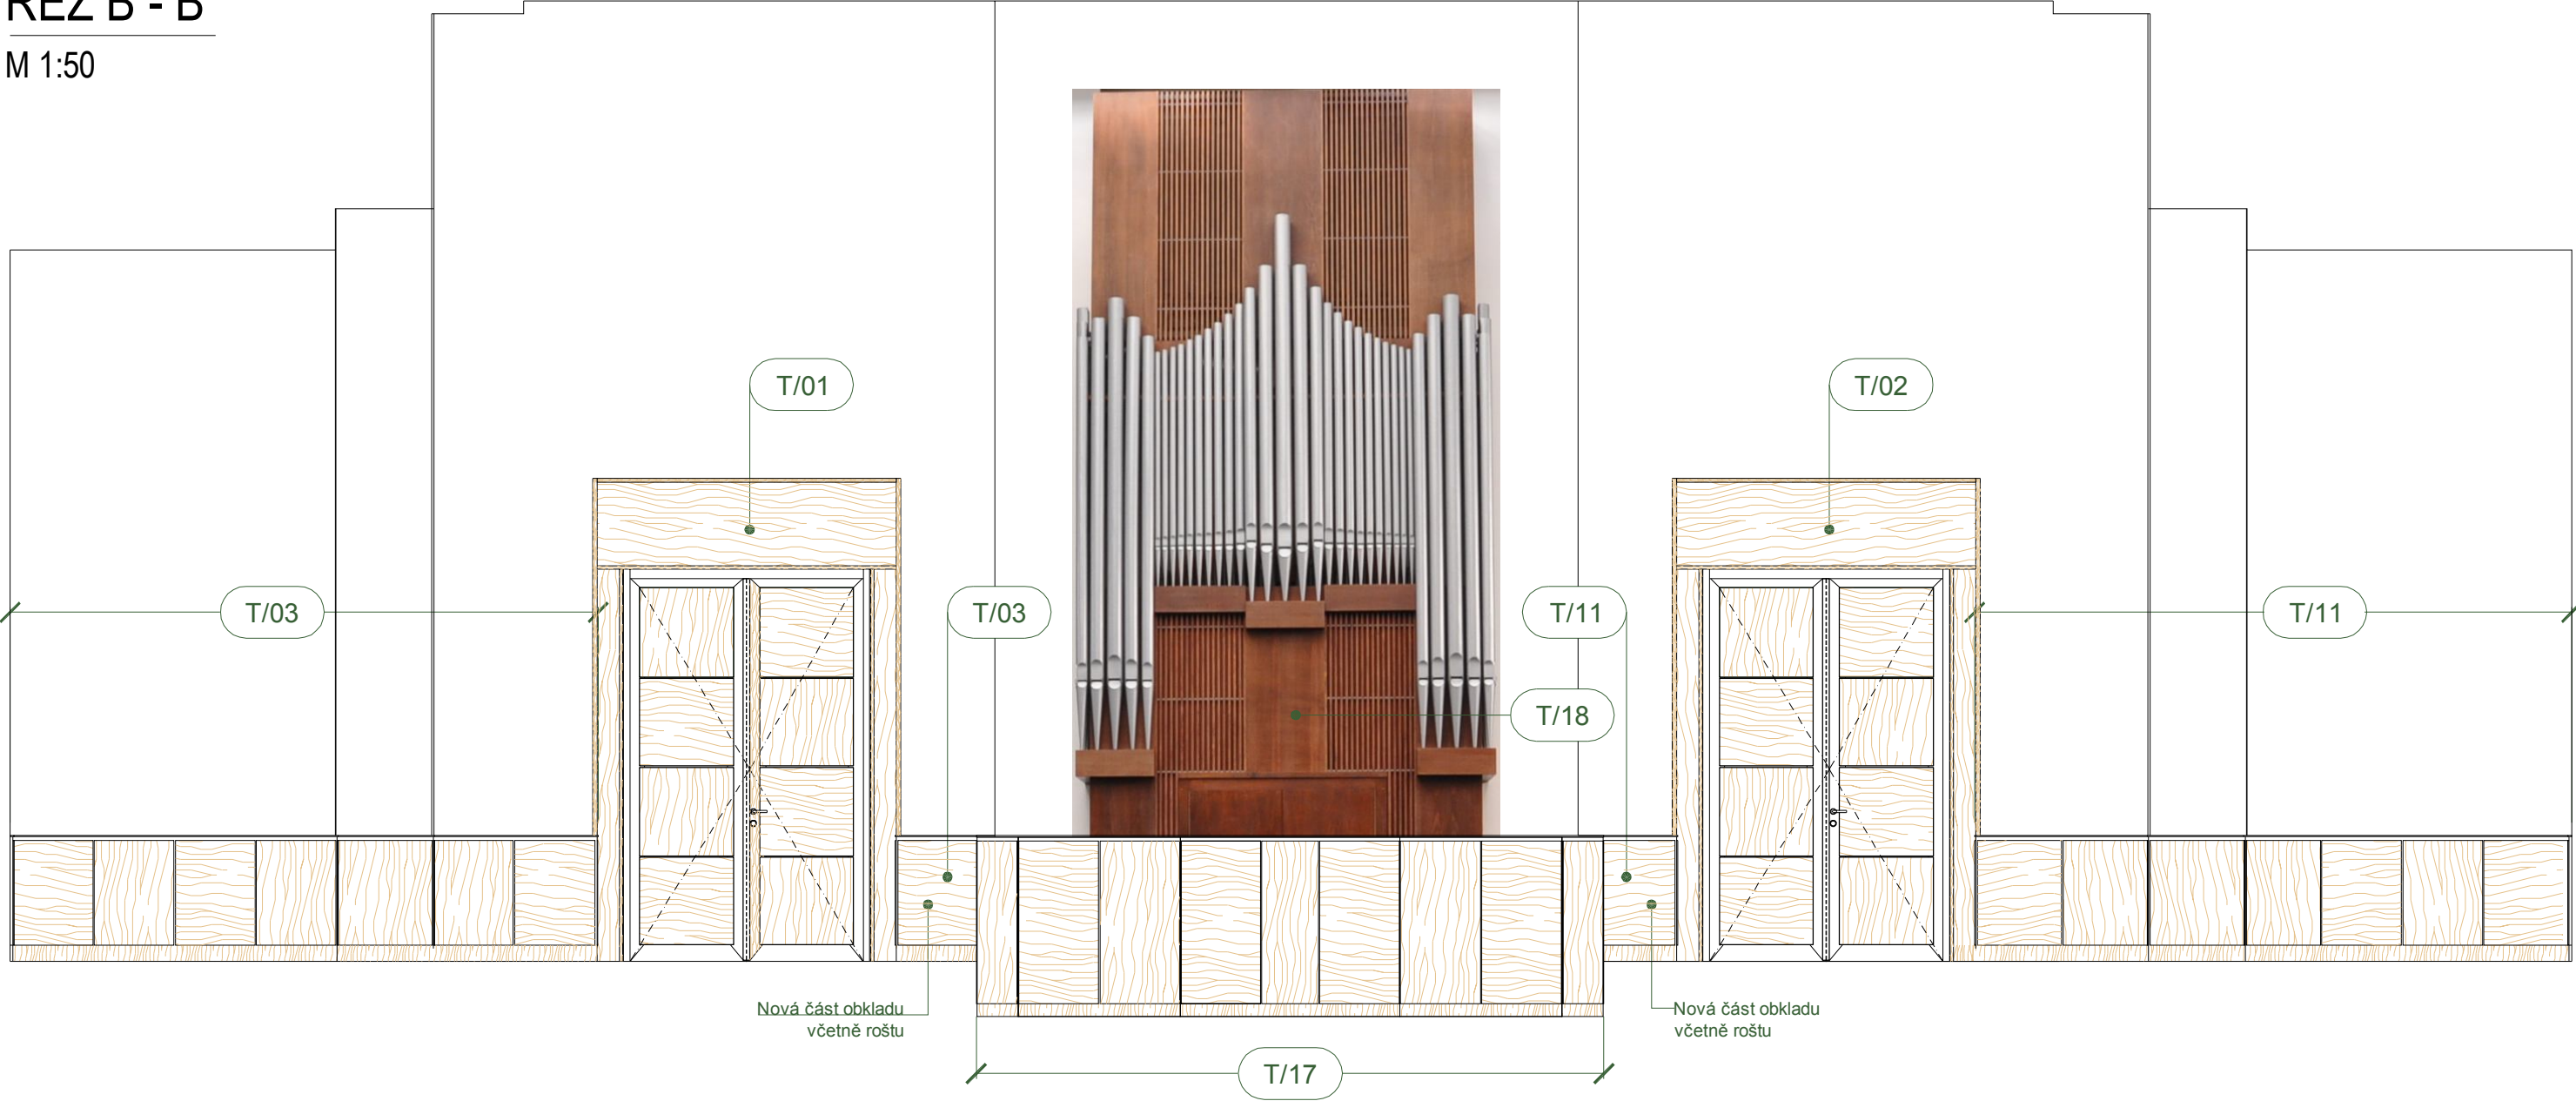 ŘEZ B - B
M 1:50
T/01
T/02
T/03
T/03
T/11
T/11
T/18
Nová část obkladu
včetně roštu
Nová část obkladu
včetně roštu
T/17